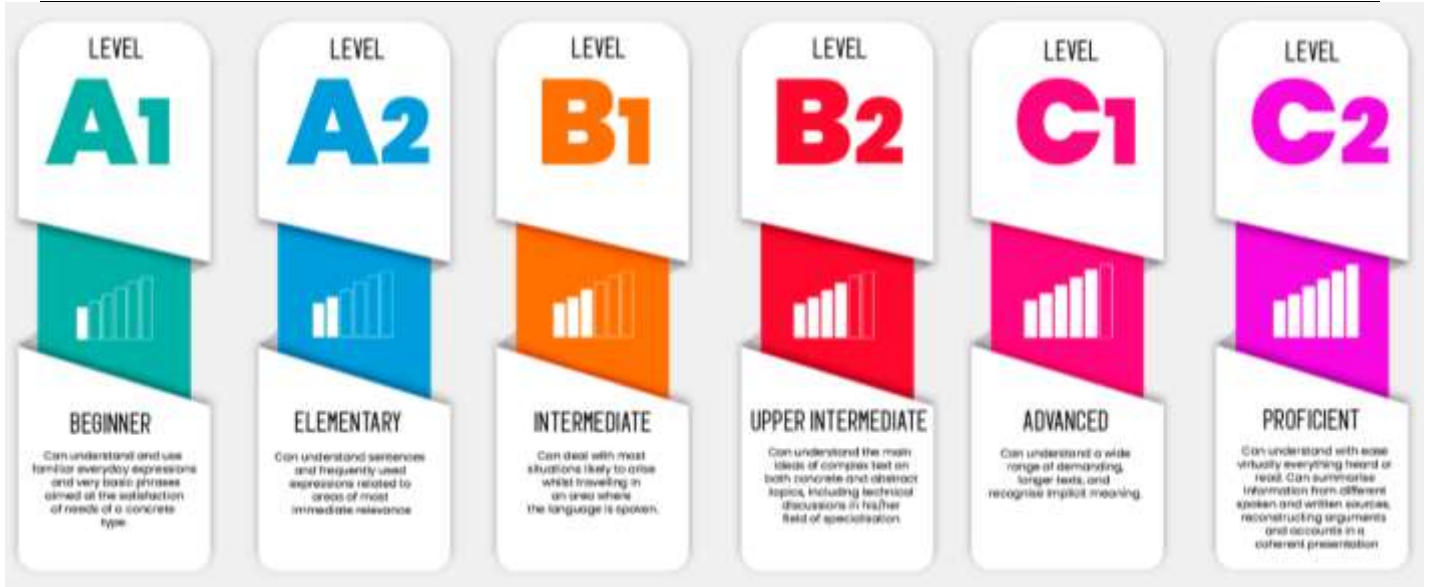 LEVEL
A1
BEGINNER
Can understand and use
familiar everyday expressions
and very basic phrases
aimed at the satisfaction
of needs of a concrete
type
LEVEL
A2
ELEMENTARY
Can understand sentences
and frequently used
expressions related to
areas of most
immediate relevance
LEVEL
B1
INTERMEDIATE
Can deal with most
situations likely to arise
whilst travelling in
an area where
the language is spoken.
LEVEL
B2
UPPER INTERMEDIATE
Can understand the main
ideas of complex text on
both concrete and abstract
topics, including technical
discussions in his/her
field of specialisation
LEVEL
C1
ADVANCED
Can understand a wide
range of demanding,
longer texts, and
recognise implicit meaning.
LEVEL
C2
PROFICIENT
Can understand with ease
virtually everything heard or
read. Can summarise
information from different
spoken and written sources,
reconstructing arguments
and accounts in a
coherent presentation